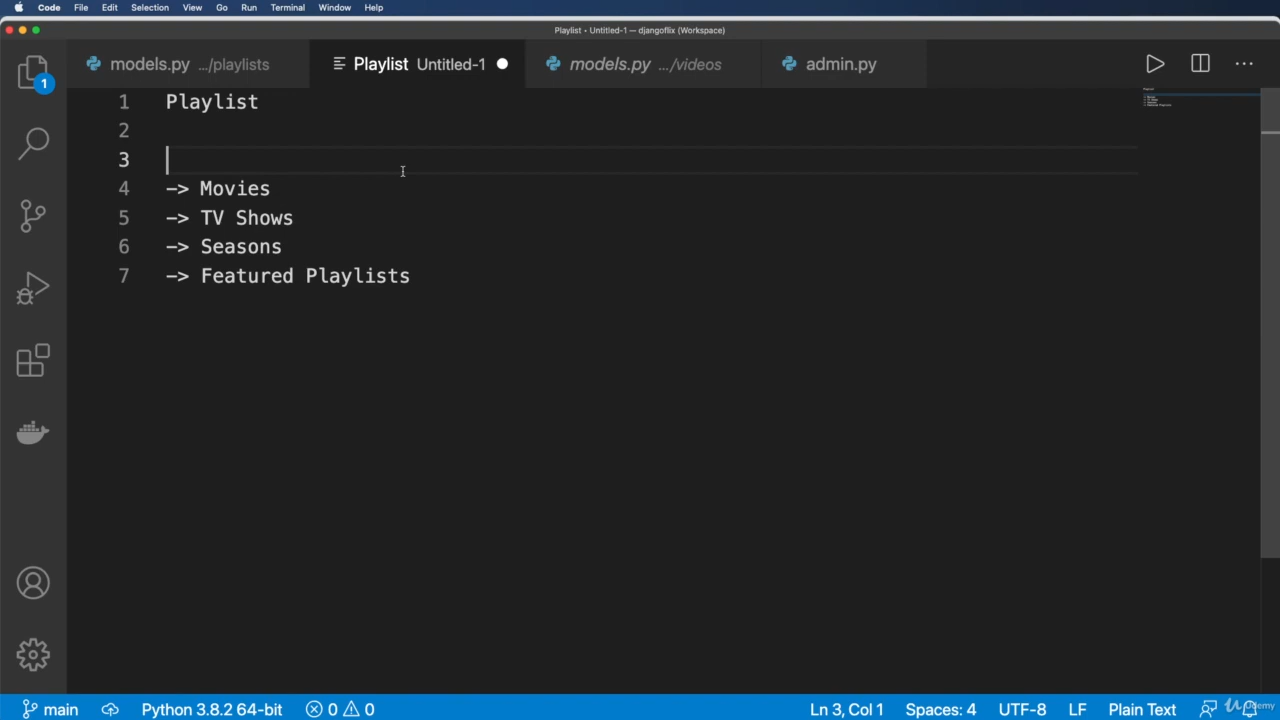 Code File Edit Selection View Go Run Terminal Window Help
Playlist • Untitled-1 — djangoflix (Workspace)
models.py .../playlists Playlist Untitled-1 models.py .../videos admin.py
1
1 Playlist
2
3
4 -> Movies
5 -> TV Shows
6 -> Seasons
7 -> Featured Playlists
main Python 3.8.2 64-bit 0 0 Ln 3, Col 1 Spaces: 4 UTF-8 LF Plain Text
Udemy